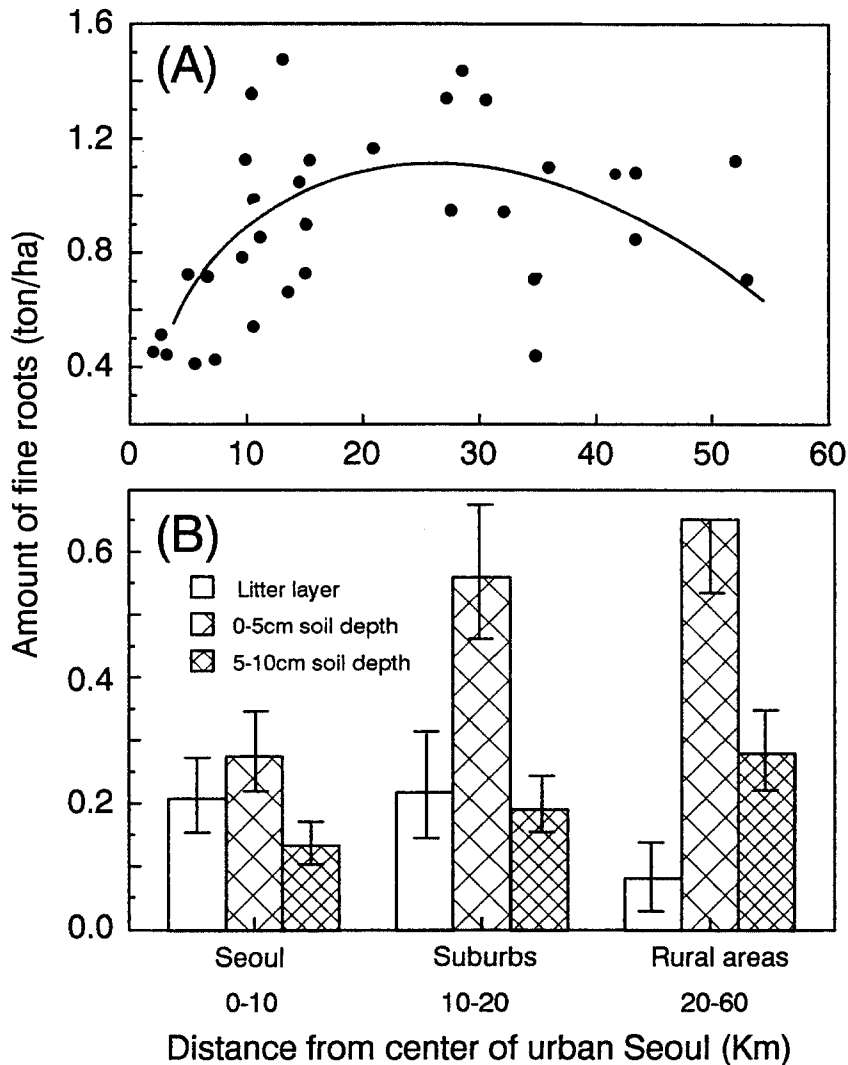 (A)
1.6
1.2
0.8
0.4
0 10 20 30 40 50 60
Amount of fine roots (ton/ha)
(B)
0.6
0.4
0.2
0.0
Litter layer
0-5cm soil depth
5-10cm soil depth
Seoul Suburbs Rural areas
0-10 10-20 20-60
Distance from center of urban Seoul (Km)